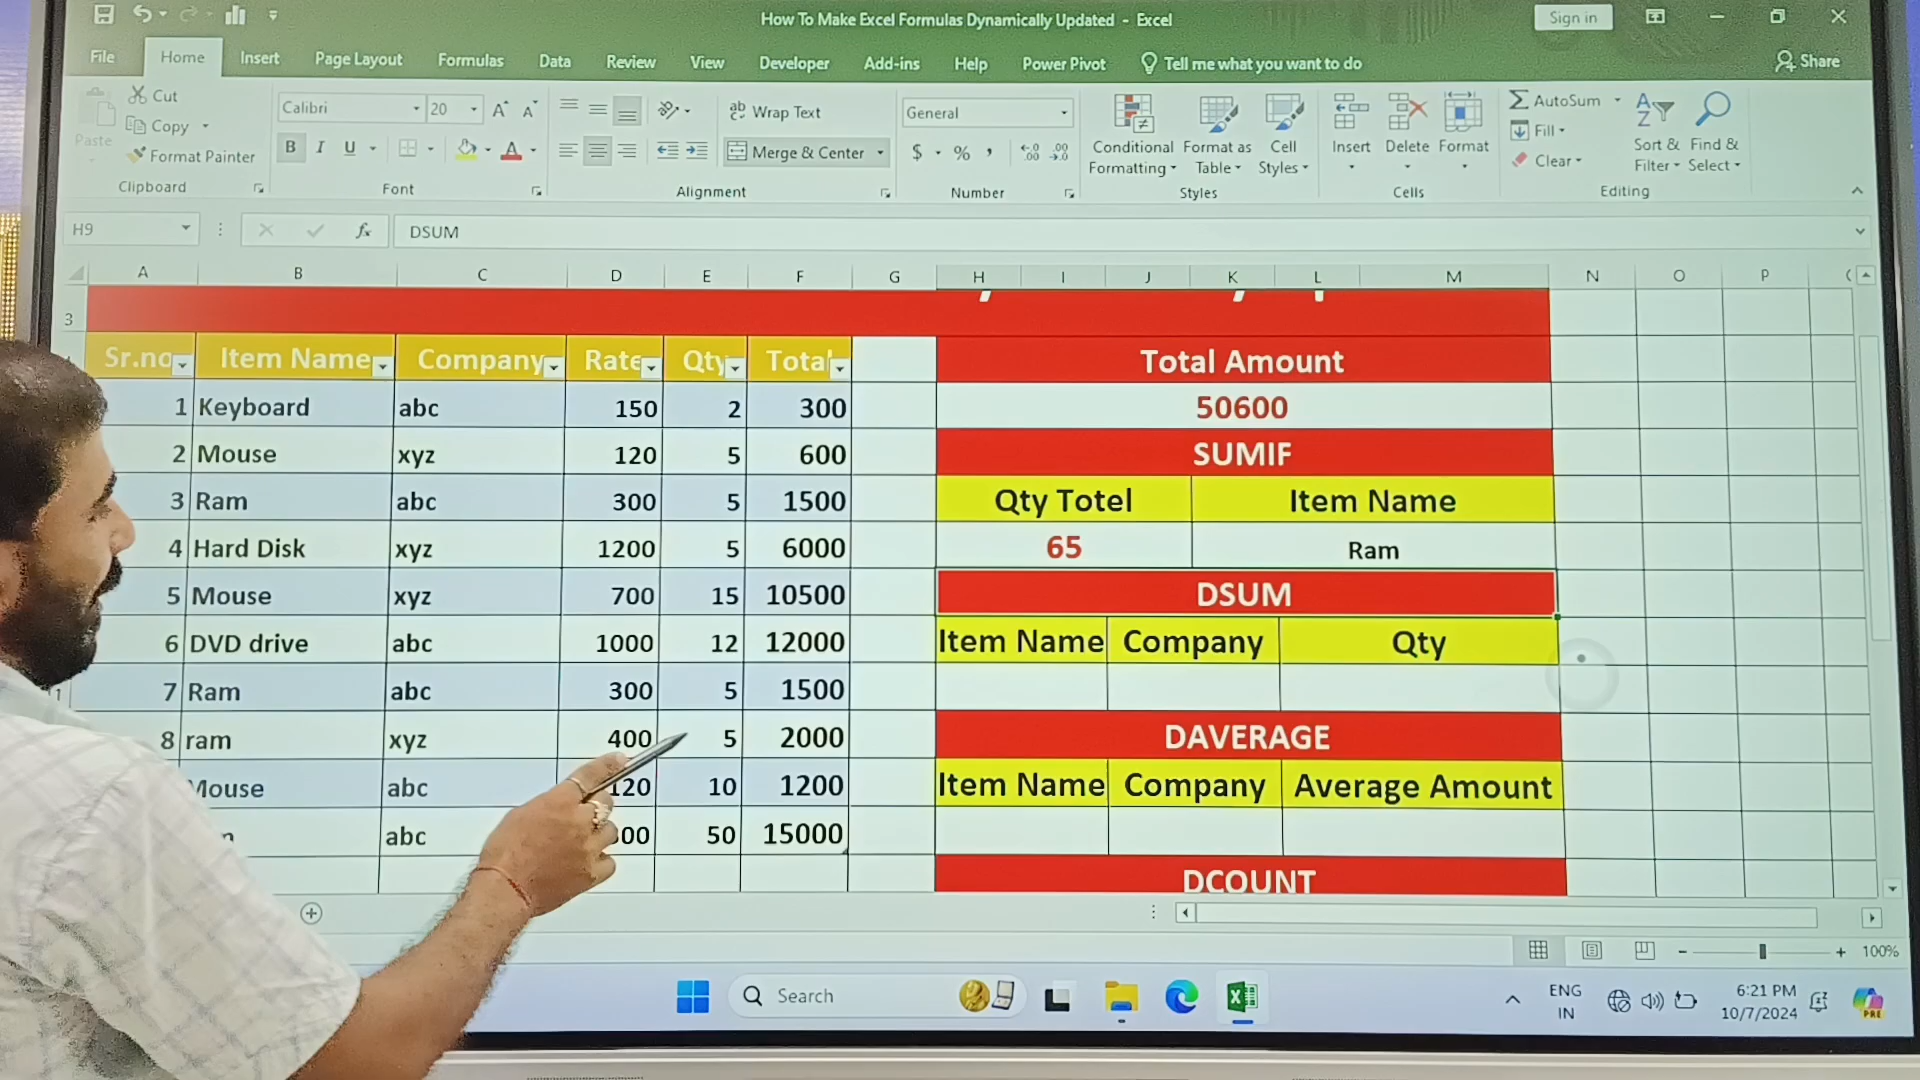 How To Make Excel Formulas Dynamically Updated - Excel
Sign in
File Home Insert Page Layout Formulas Data Review View Developer Add-ins Help Power Pivot Tell me what you want to do Share
Paste
Cut
Copy
Format Painter
Clipboard
Calibri 20
B I U
Font
Wrap Text
Merge & Center
Alignment
General
$ % ,
Number
Conditional Formatting
Format as Table
Cell Styles
Styles
Insert Delete Format
Cells
AutoSum
Fill
Clear
Sort & Filter
Find & Select
Editing
H9 fx DSUM
A B C D E F G H I J K L M N O P
3
Sr.no Item Name Company Rate Qty Total
1 Keyboard abc 150 2 300
2 Mouse xyz 120 5 600
3 Ram abc 300 5 1500
4 Hard Disk xyz 1200 5 6000
5 Mouse xyz 700 15 10500
6 DVD drive abc 1000 12 12000
7 Ram abc 300 5 1500
8 ram xyz 400 5 2000
Mouse abc 120 10 1200
abc 50 15000
Total Amount
50600
SUMIF
Qty Totel Item Name
65 Ram
DSUM
Item Name Company Qty
DAVERAGE
Item Name Company Average Amount
DCOUNT
100%
Search
ENG
IN
6:21 PM
10/7/2024
PRE